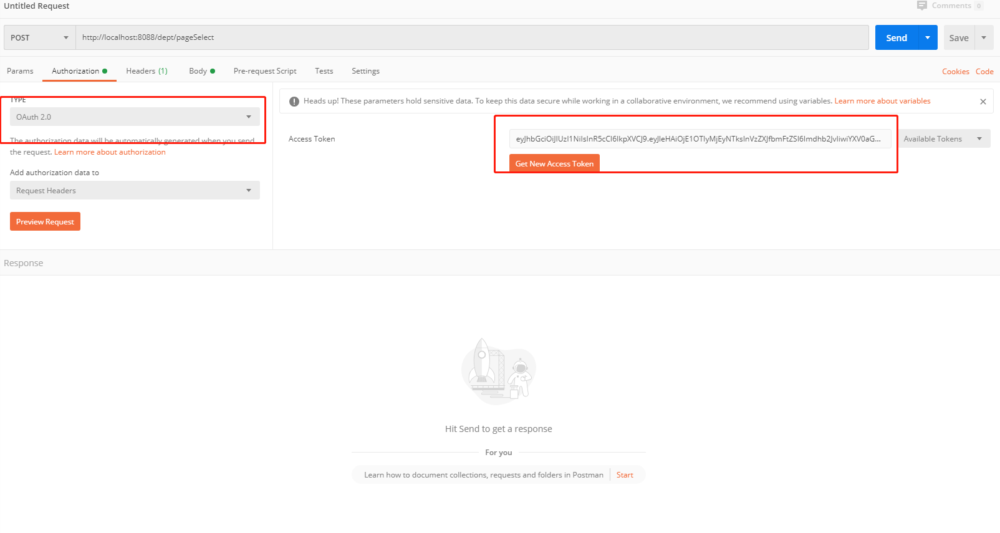 Untitled Request
Comments 0
POST
http://localhost:8088/dept/pageSelect
Send
Save
Params
Authorization
Headers (1)
Body
Pre-request Script
Tests
Settings
Cookies
Code
TYPE
OAuth 2.0
The authorization data will be automatically generated when you send
the request. Learn more about authorization
Add authorization data to
Request Headers
Preview Request
Heads up! These parameters hold sensitive data. To keep this data secure while working in a collaborative environment, we recommend using variables. Learn more about variables
Access Token
eyJhbGciOiJIUzI1NiIsInR5cCI6IkpXVCJ9.eyJleHAiOjE1OTIyMjEyNTksInVzZXJfbmFtZSI6Imdhb2JvIiwiYXV0aG...
Available Tokens
Get New Access Token
Response
Hit Send to get a response
For you
Learn how to document collections, requests and folders in Postman
Start